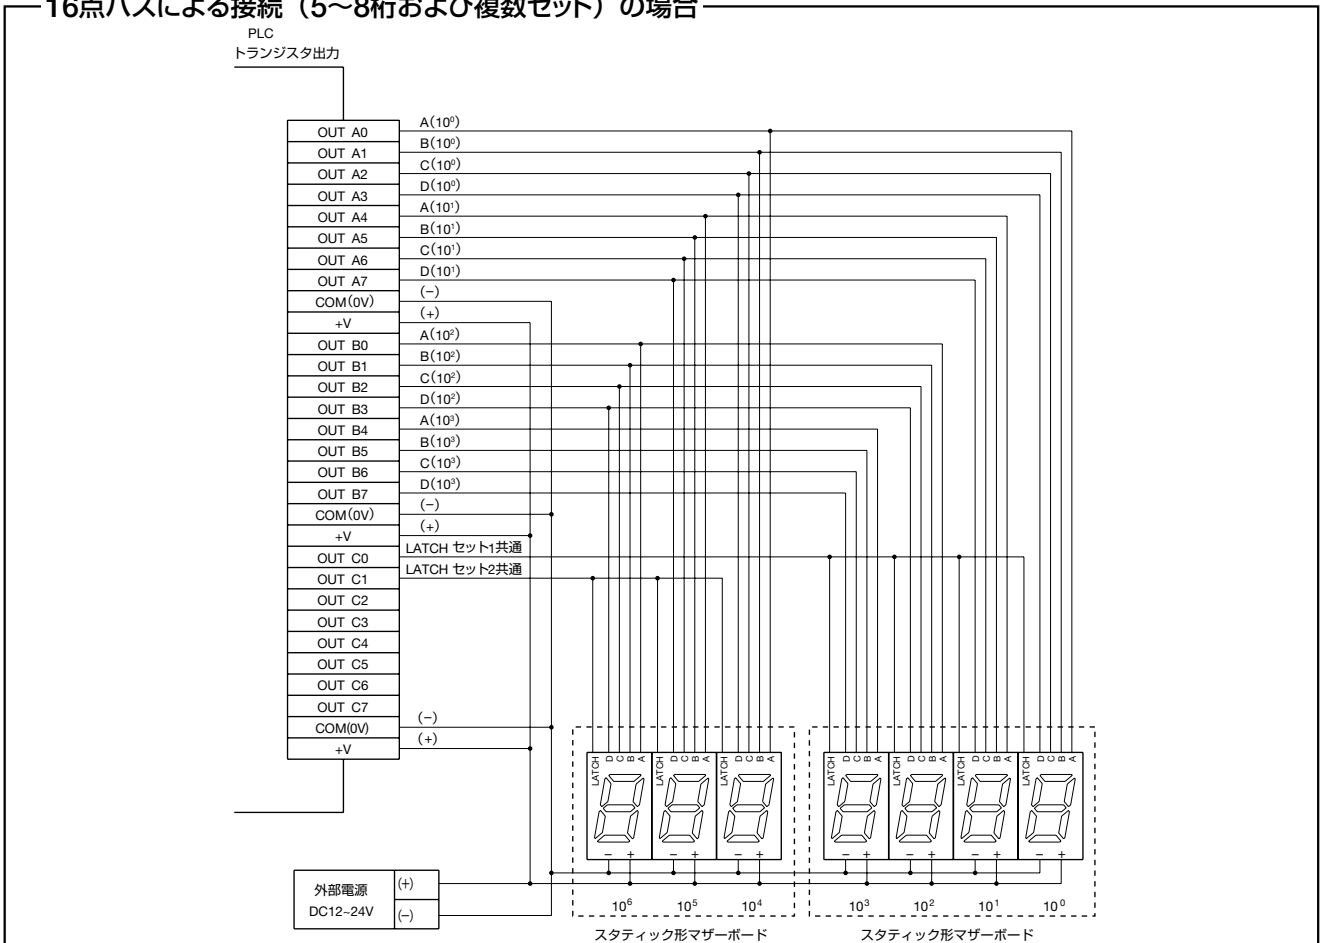 16点バスによる接続（5～8桁および複数セット）の場合
PLC
トランジスタ出力
OUT A0 A(10⁰)
OUT A1 B(10⁰)
OUT A2 C(10⁰)
OUT A3 D(10⁰)
OUT A4 A(10¹)
OUT A5 B(10¹)
OUT A6 C(10¹)
OUT A7 D(10¹)
COM(0V) (−)
+V (+)
OUT B0 A(10²)
OUT B1 B(10²)
OUT B2 C(10²)
OUT B3 D(10²)
OUT B4 A(10³)
OUT B5 B(10³)
OUT B6 C(10³)
OUT B7 D(10³)
COM(0V) (−)
+V (+)
OUT C0 LATCH セット1共通
OUT C1 LATCH セット2共通
OUT C2
OUT C3
OUT C4
OUT C5
OUT C6
OUT C7
COM(0V) (−)
+V (+)
LATCH D C B A LATCH D C B A LATCH D C B A
LATCH D C B A LATCH D C B A LATCH D C B A LATCH D C B A
− + − + − +
− + − + − + − +
外部電源 (+)
DC12~24V (−)
10⁶ 10⁵ 10⁴
10³ 10² 10¹ 10⁰
スタティック形マザーボード
スタティック形マザーボード